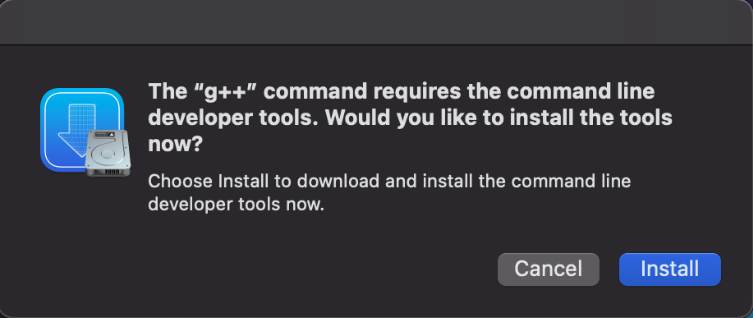 The “g++” command requires the command line
developer tools. Would you like to install the tools
now?
Choose Install to download and install the command line
developer tools now.
Cancel
Install